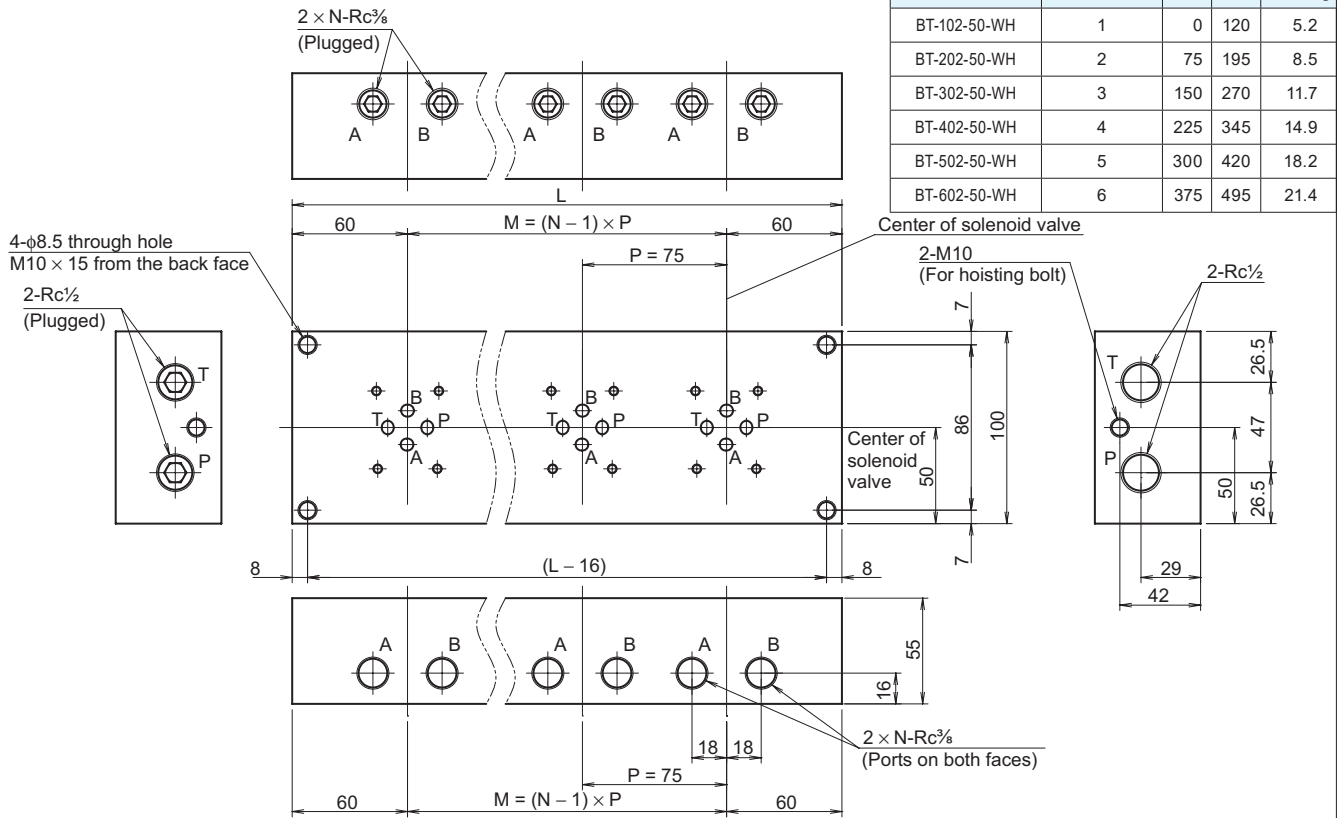 2 × N-Rc⅜
(Plugged)
A
B
A
B
A
B
BT-102-50-WH 1 0 120 5.2
BT-202-50-WH 2 75 195 8.5
BT-302-50-WH 3 150 270 11.7
BT-402-50-WH 4 225 345 14.9
BT-502-50-WH 5 300 420 18.2
BT-602-50-WH 6 375 495 21.4
L
60
M = (N − 1) × P
60
P = 75
Center of solenoid valve
4-ϕ8.5 through hole
M10 × 15 from the back face
2-Rc½
(Plugged)
2-M10
(For hoisting bolt)
2-Rc½
T
P
B
T
P
A
B
T
P
A
B
T
P
A
Center of
solenoid
valve
7
86
100
50
7
T
P
26.5
47
50
26.5
29
42
8
(L − 16)
8
A
B
A
B
A
B
55
16
18
18
2 × N-Rc⅜
(Ports on both faces)
P = 75
60
M = (N − 1) × P
60